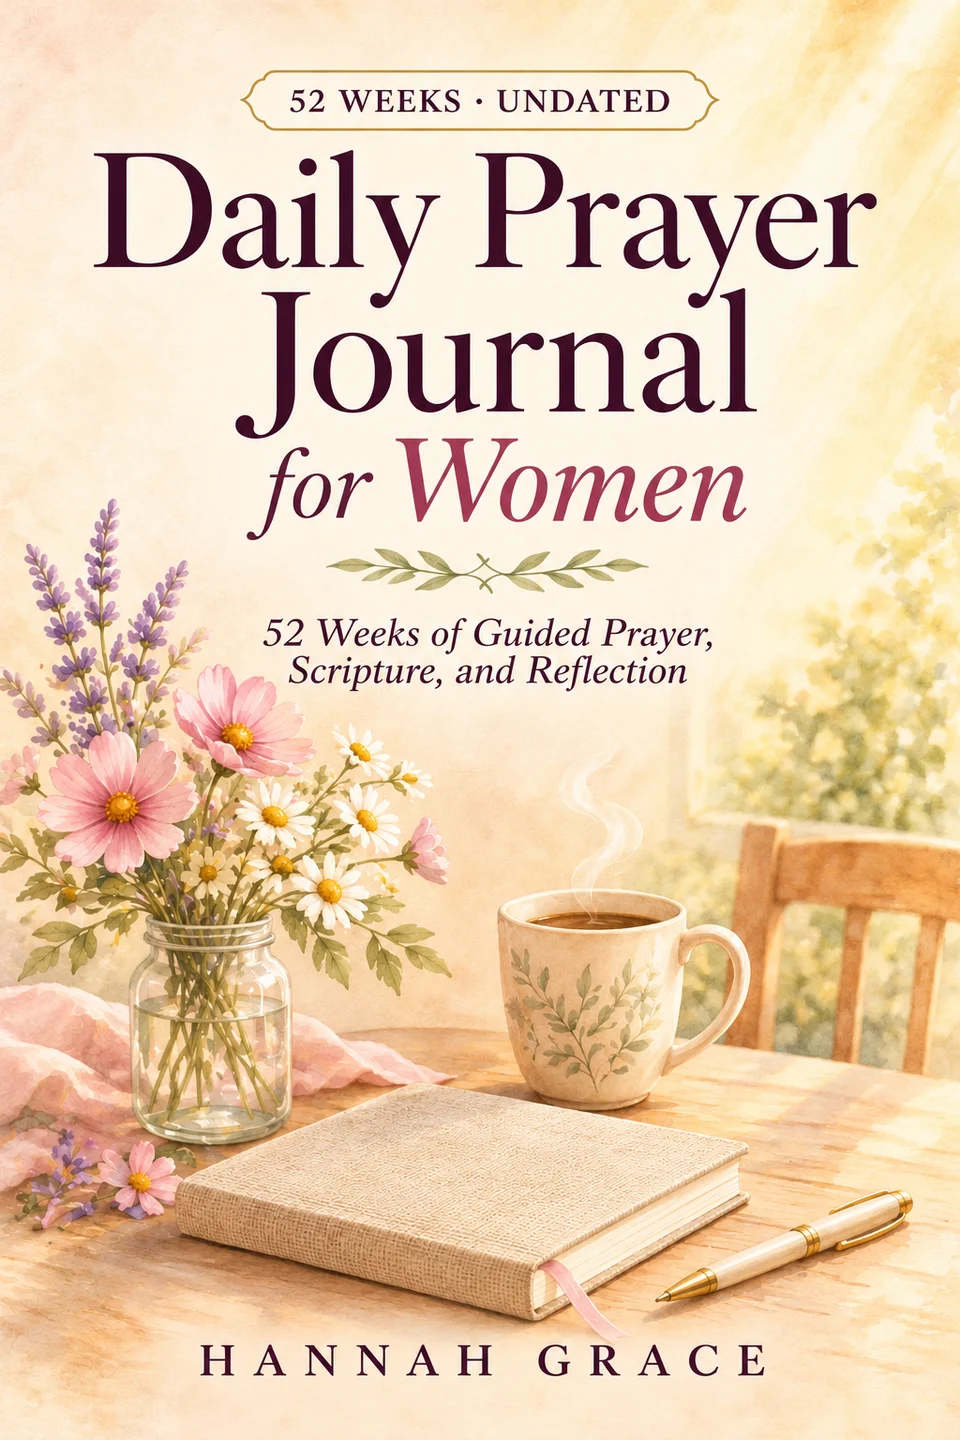 52 WEEKS · UNDATED
Daily Prayer
Journal
for Women
52 Weeks of Guided Prayer,
Scripture, and Reflection
HANNAH GRACE